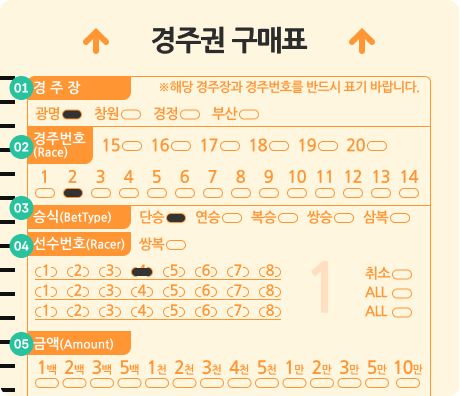 경주권 구매표
01 경 주 장 ※해당 경주장과 경주번호를 반드시 표기 바랍니다.
광명 창원 경정 부산
02 경주번호 (Race) 15 16 17 18 19 20
1 2 3 4 5 6 7 8 9 10 11 12 13 14
03 승식(BetType) 단승 연승 복승 쌍승 삼복
04 선수번호(Racer) 쌍복
1 2 3 4 5 6 7 8 취소
1 2 3 4 5 6 7 8 ALL
1 2 3 4 5 6 7 8 ALL
1
05 금액(Amount)
1백 2백 3백 5백 1천 2천 3천 4천 5천 1만 2만 3만 5만 10만